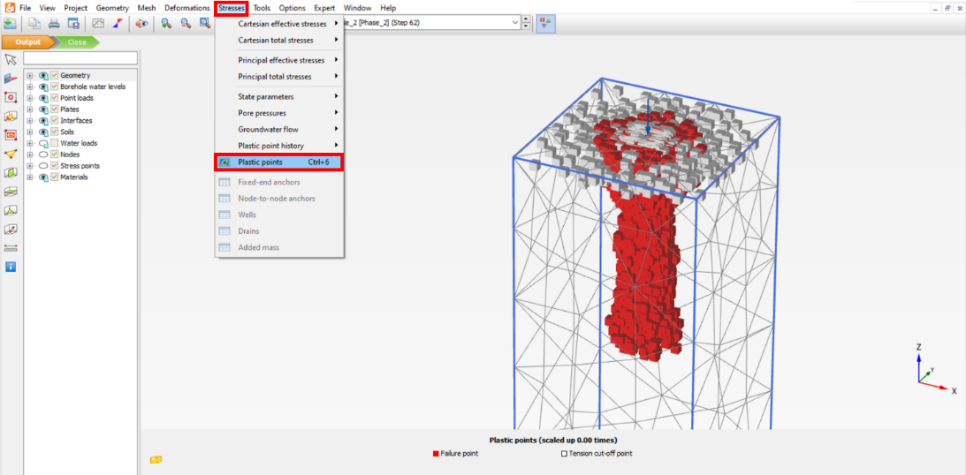 File View Project Geometry Mesh Deformations Stresses Tools Options Expert Window Help
e_2 [Phase_2] (Step 62)
Output Close
Cartesian effective stresses
Cartesian total stresses
Principal effective stresses
Principal total stresses
State parameters
Pore pressures
Groundwater flow
Plastic point history
Plastic points Ctrl+6
Fixed-end anchors
Node-to-node anchors
Wells
Drains
Added mass
Geometry
Borehole water levels
Point loads
Plates
Interfaces
Soils
Water loads
Nodes
Stress points
Materials
Z
Y
X
Plastic points (scaled up 0.00 times)
Failure point Tension cut-off point